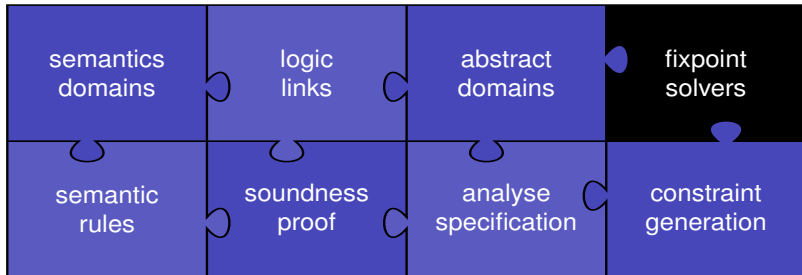 semantics
domains
logic
links
abstract
domains
fixpoint
solvers
semantic
rules
soundness
proof
analyse
specification
constraint
generation